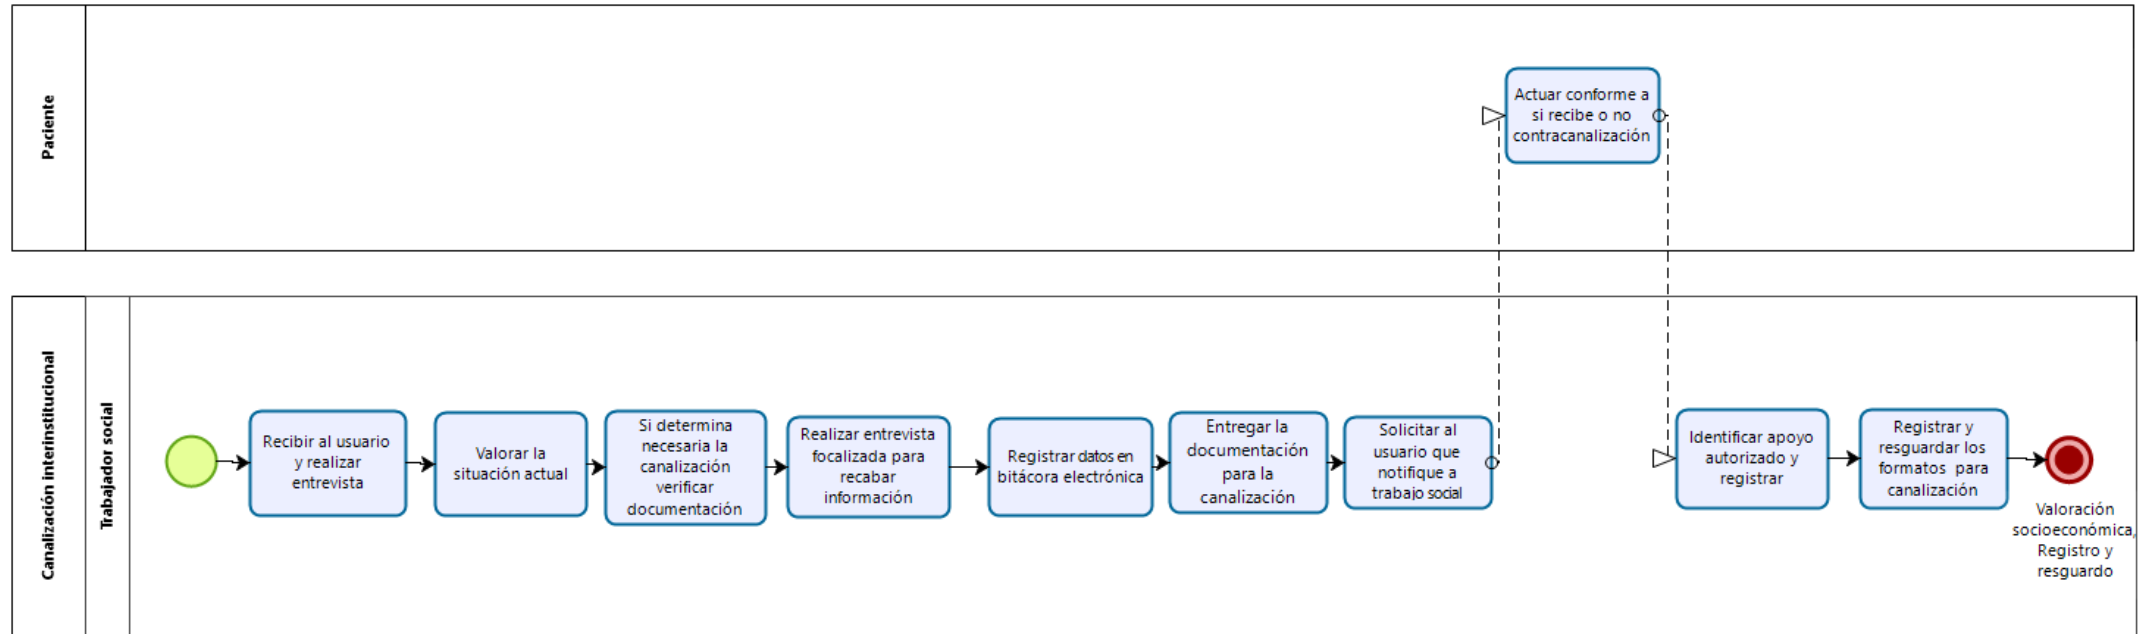 Paciente
Actuar conforme a
si recibe o no
contracanalización
Canalización interinstitucional
Trabajador social
Recibir al usuario
y realizar
entrevista
Valorar la
situación actual
Si determina
necesaria la
canalización
verificar
documentación
Realizar entrevista
focalizada para
recabar
información
Registrar datos en
bitácora electrónica
Entregar la
documentación
para la
canalización
Solicitar al
usuario que
notifique a
trabajo social
Identificar apoyo
autorizado y
registrar
Registrar y
resguardar los
formatos para
canalización
Valoración
socioeconómica,
Registro y
resguardo